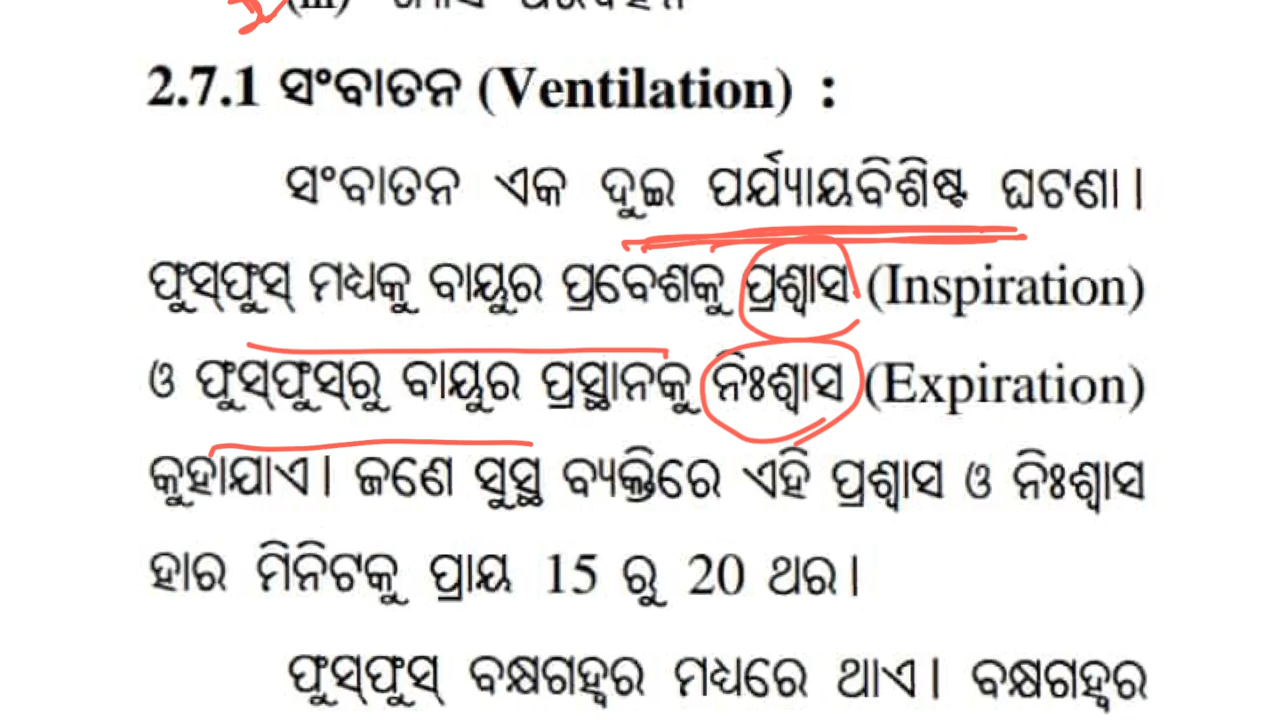 (iii)
2.7.1 ସଂବାତନ (Ventilation) :
ସଂବାତନ ଏକ ଦୁଇ ପର୍ଯ୍ୟାୟବିଶିଷ୍ଟ ଘଟଣା।
ଫୁସ୍‌ଫୁସ୍ ମଧ୍ୟକୁ ବାୟୁର ପ୍ରବେଶକୁ ପ୍ରଶ୍ୱାସ (Inspiration)
ଓ ଫୁସ୍‌ଫୁସ୍‌ରୁ ବାୟୁର ପ୍ରସ୍ଥାନକୁ ନିଃଶ୍ୱାସ (Expiration)
କୁହାଯାଏ। ଜଣେ ସୁସ୍ଥ ବ୍ୟକ୍ତିରେ ଏହି ପ୍ରଶ୍ୱାସ ଓ ନିଃଶ୍ୱାସ
ହାର ମିନିଟକୁ ପ୍ରାୟ 15 ରୁ 20 ଥର।
ଫୁସ୍‌ଫୁସ୍ ବକ୍ଷଗହ୍ୱର ମଧ୍ୟରେ ଥାଏ। ବକ୍ଷଗହ୍ୱର